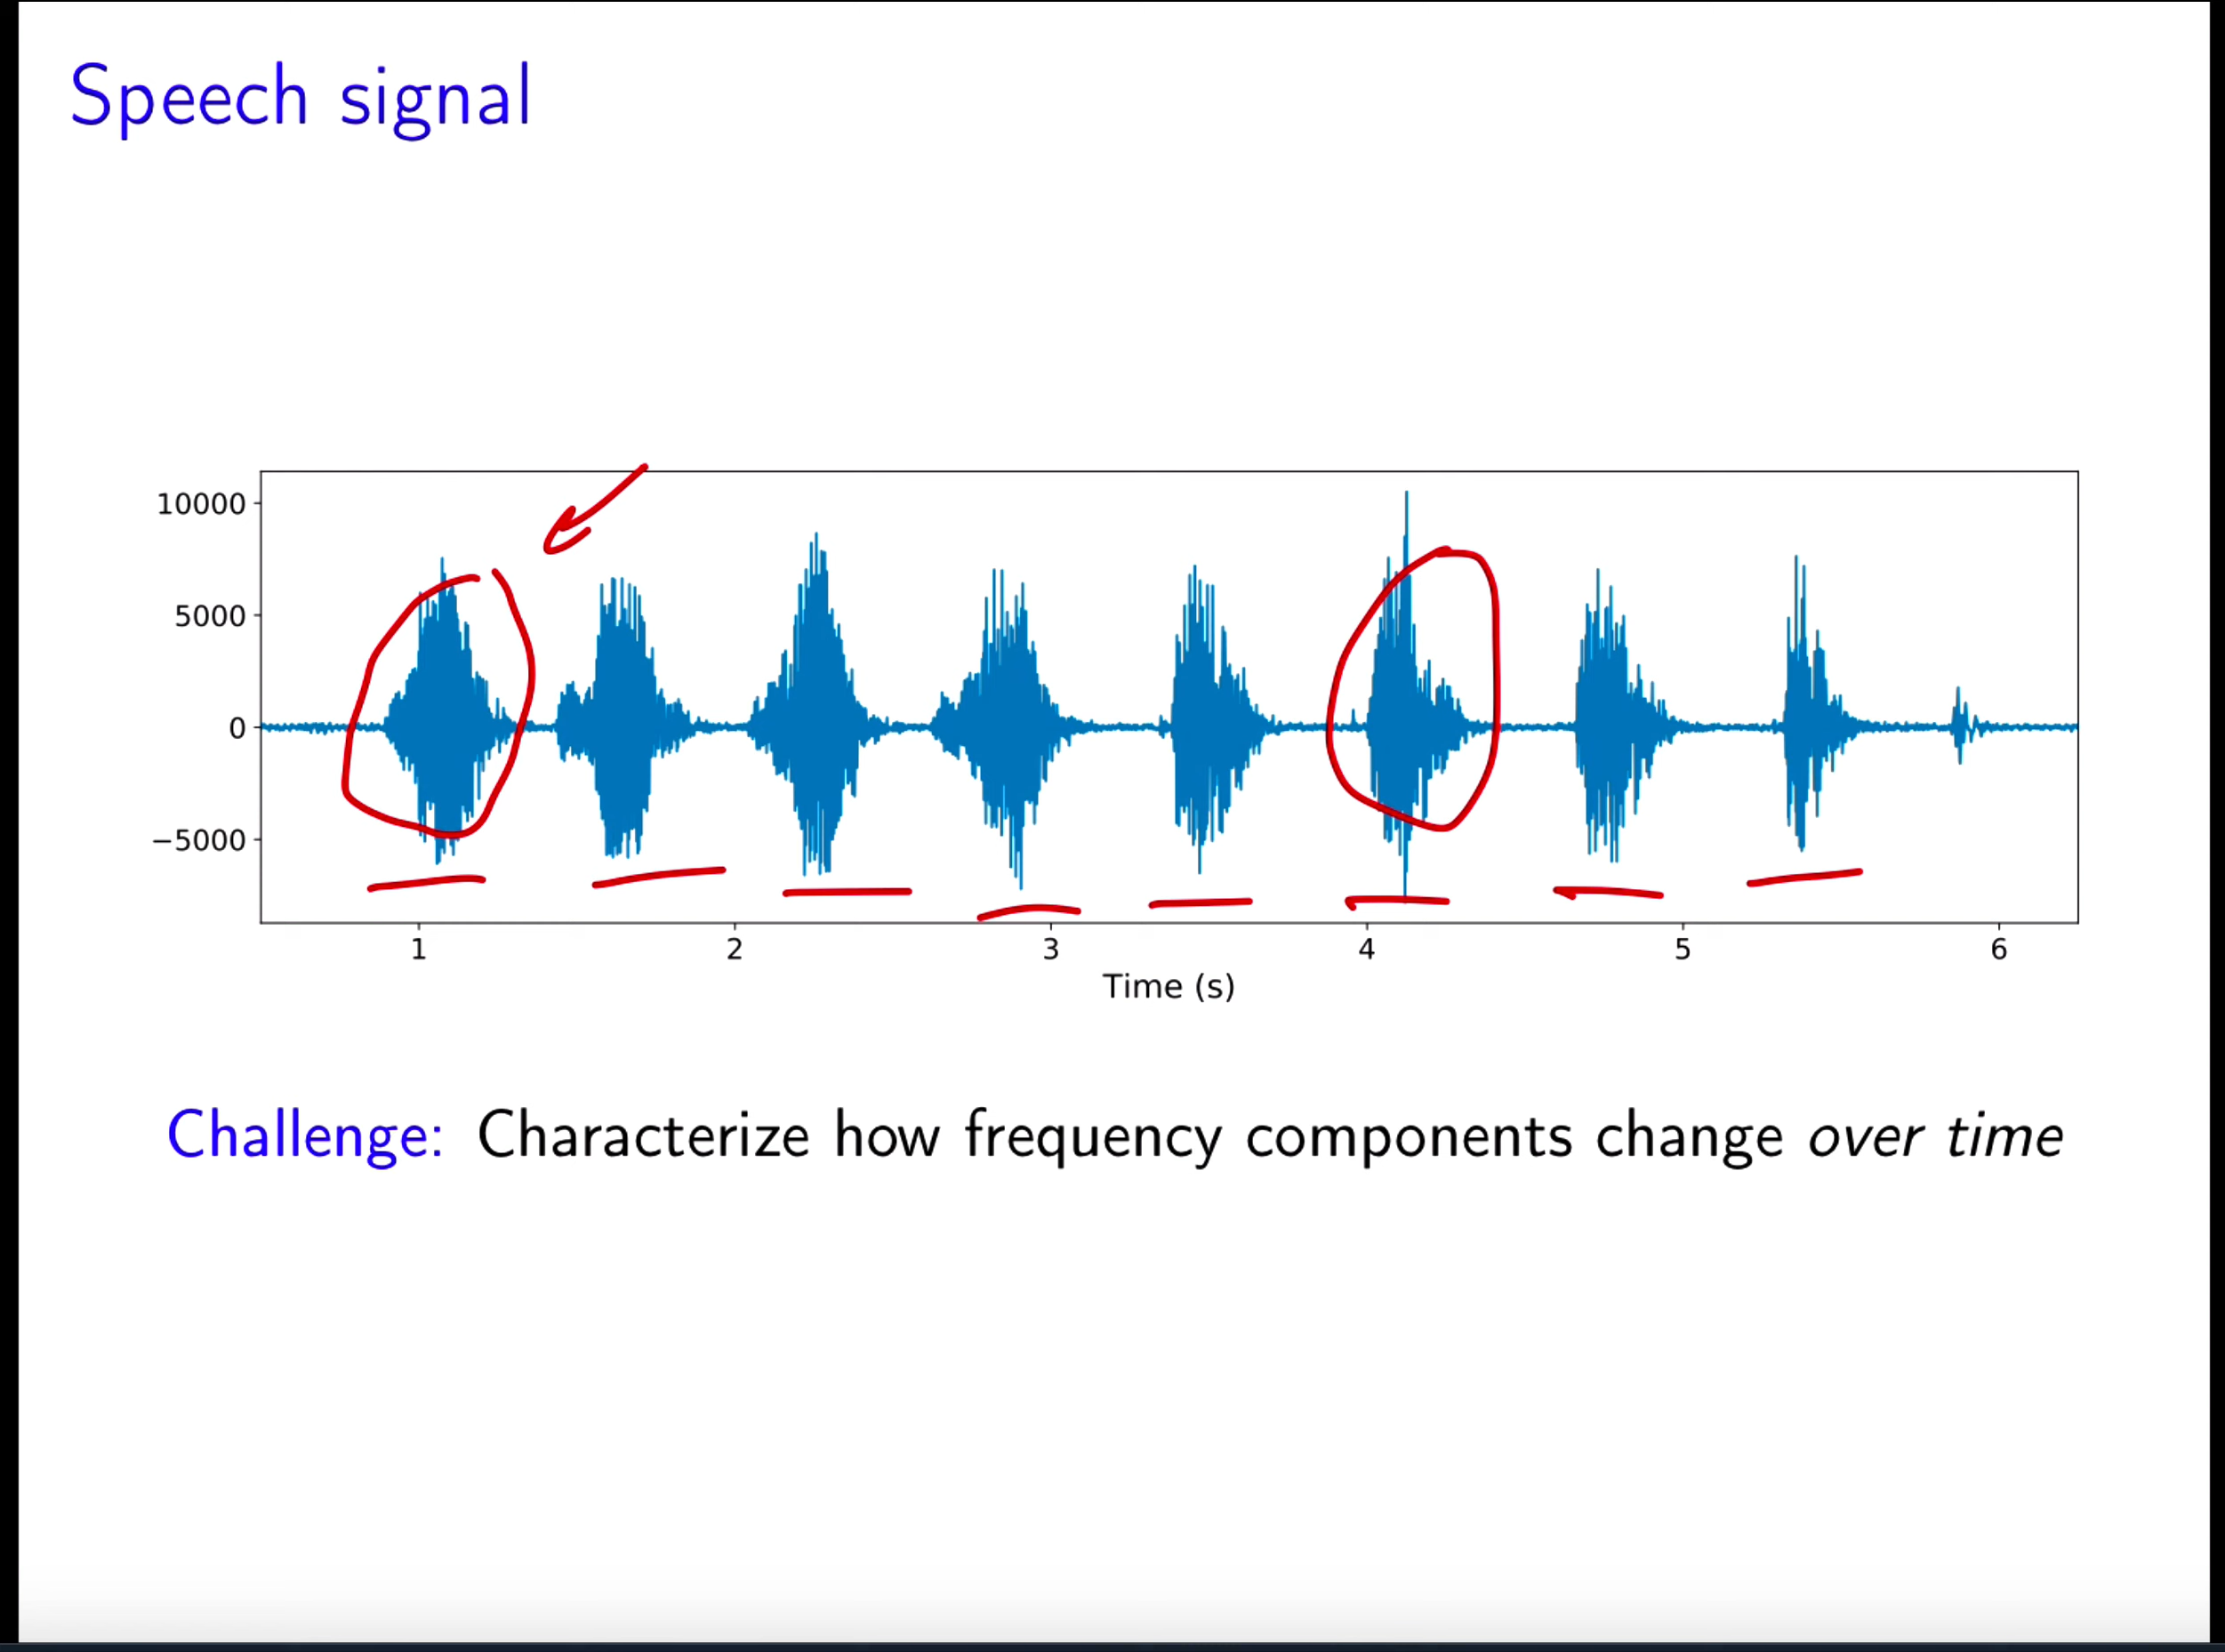 Speech signal
10000
5000
0
−5000
1 2 3 4 5 6
Time (s)
Challenge: Characterize how frequency components change over time